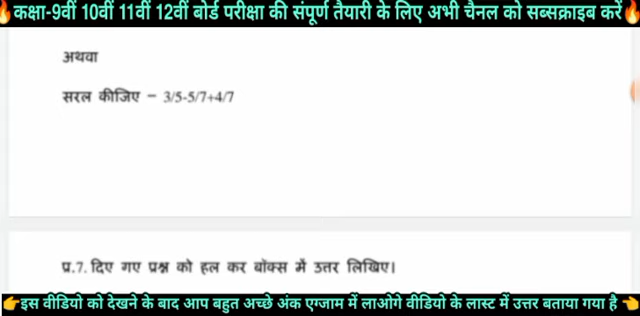 🔥कक्षा-9वीं 10वीं 11वीं 12वीं बोर्ड परीक्षा की संपूर्ण तैयारी के लिए अभी चैनल को सब्सक्राइब करें🔥
अथवा
सरल कीजिए – 3/5-5/7+4/7
प्र.7. दिए गए प्रश्न को हल कर बॉक्स में उत्तर लिखिए।
👉इस वीडियो को देखने के बाद आप बहुत अच्छे अंक एग्जाम में लाओगे वीडियो के लास्ट में उत्तर बताया गया है👈